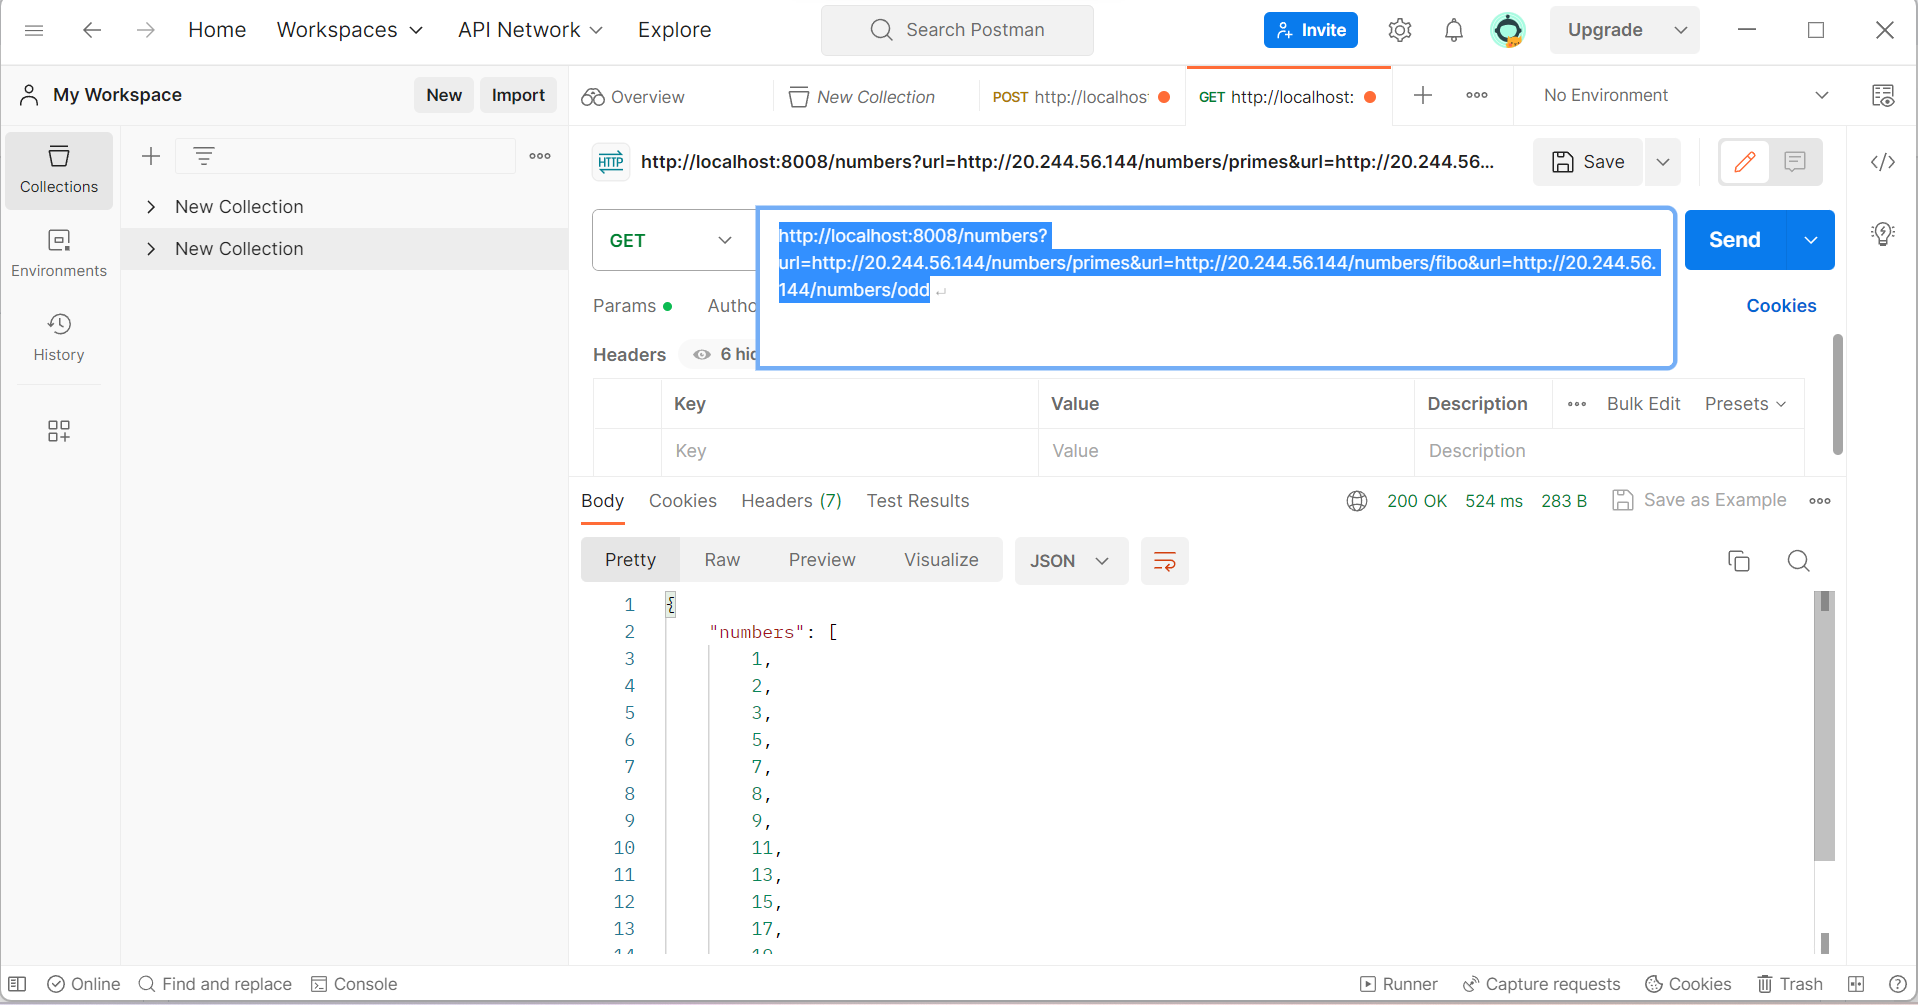 Home Workspaces API Network Explore Search Postman Invite Upgrade
My Workspace New Import Overview New Collection POST http://localhos GET http://localhost: No Environment
Collections
Environments
History
New Collection
New Collection
HTTP http://localhost:8008/numbers?url=http://20.244.56.144/numbers/primes&url=http://20.244.56... Save
GET http://localhost:8008/numbers?
url=http://20.244.56.144/numbers/primes&url=http://20.244.56.144/numbers/fibo&url=http://20.244.56.
144/numbers/odd
Send
Params Autho Cookies
Headers 6 hid
Key Value Description Bulk Edit Presets
Key Value Description
Body Cookies Headers (7) Test Results 200 OK 524 ms 283 B Save as Example
Pretty Raw Preview Visualize JSON
1 {
2 "numbers": [
3 1,
4 2,
5 3,
6 5,
7 7,
8 8,
9 9,
10 11,
11 13,
12 15,
13 17,
14 19
Online Find and replace Console Runner Capture requests Cookies Trash